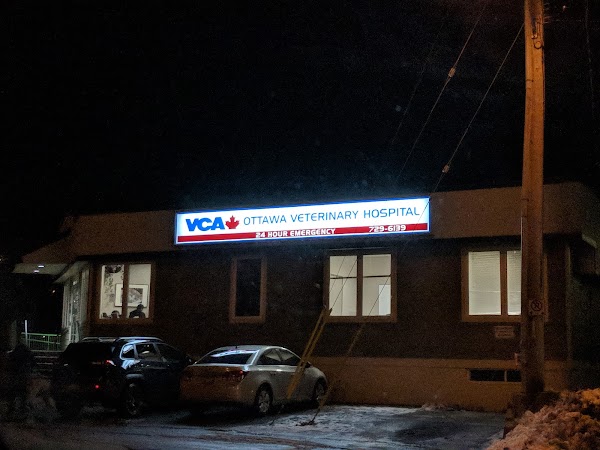 VCA OTTAWA VETERINARY HOSPITAL
24 HOUR EMERGENCY 729-6139